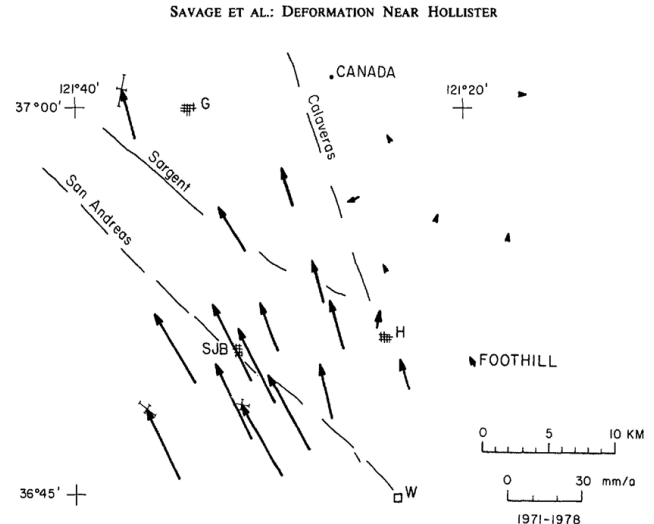 SAVAGE ET AL.: DEFORMATION NEAR HOLLISTER
CANADA
121°40'
121°20'
37°00'
G
Calaveras
Sargent
San Andreas
H
SJB
FOOTHILL
0 5 10 KM
0 30 mm/a
36°45'
W
1971-1978